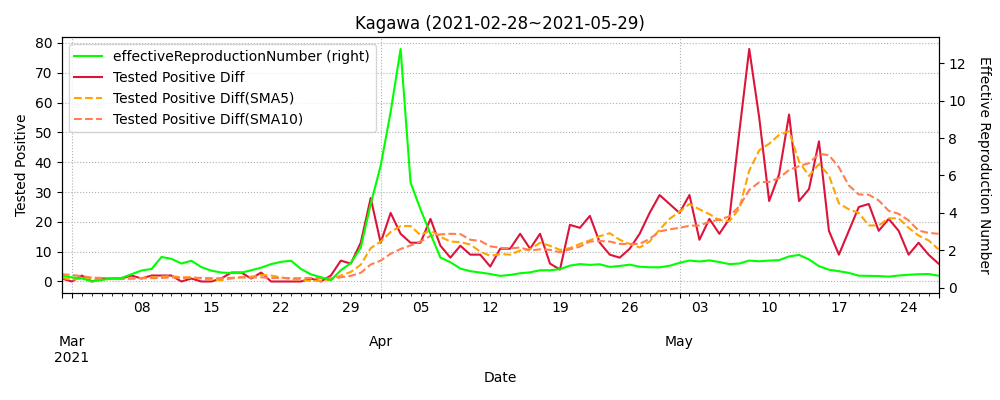 Kagawa (2021-02-28~2021-05-29)
effectiveReproductionNumber (right)
Tested Positive Diff
Tested Positive Diff(SMA5)
Tested Positive Diff(SMA10)
Tested Positive
80
70
60
50
40
30
20
10
0
12
10
8
6
4
2
0
Effective Reproduction Number
08 15 22 29 05 12 19 26 03 10 17 24
Mar Apr May
2021
Date